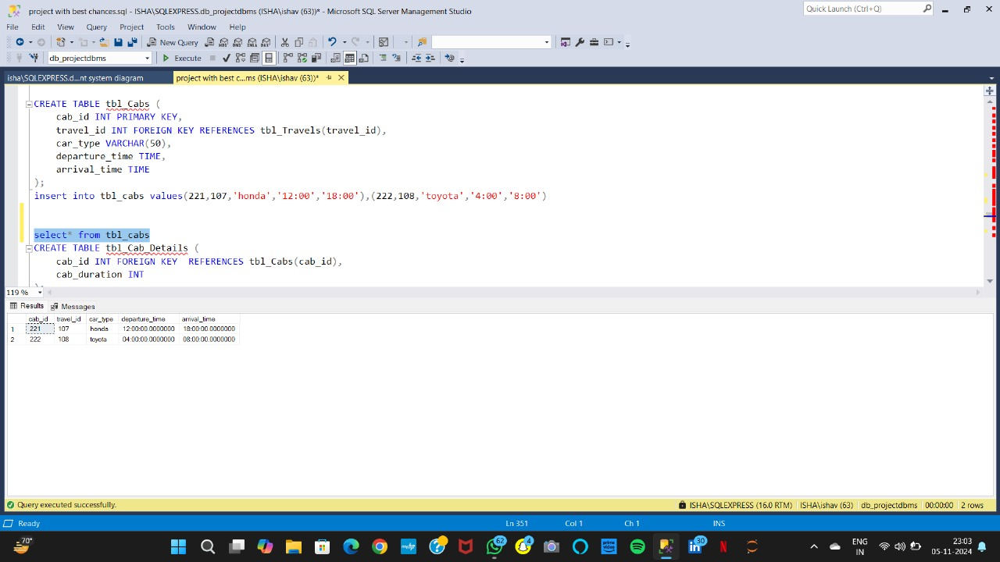 project with best chances.sql - ISHA\SQLEXPRESS.db_projectdbms (ISHA\ishav (63))* - Microsoft SQL Server Management Studio
Quick Launch (Ctrl+Q)
File Edit View Query Project Tools Window Help
New Query
db_projectdbms Execute
isha\SQLEXPRESS.d...nt system diagram project with best c...ms (ISHA\ishav (63))*
CREATE TABLE tbl_Cabs (
cab_id INT PRIMARY KEY,
travel_id INT FOREIGN KEY REFERENCES tbl_Travels(travel_id),
car_type VARCHAR(50),
departure_time TIME,
arrival_time TIME
);
insert into tbl_cabs values(221,107,'honda','12:00','18:00'),(222,108,'toyota','4:00','8:00')
select* from tbl_cabs
CREATE TABLE tbl_Cab_Details (
cab_id INT FOREIGN KEY  REFERENCES tbl_Cabs(cab_id),
cab_duration INT
119 %
Results Messages
cab_id travel_id car_type departure_time arrival_time
1 221 107 honda 12:00:00.0000000 18:00:00.0000000
2 222 108 toyota 04:00:00.0000000 08:00:00.0000000
Query executed successfully. ISHA\SQLEXPRESS (16.0 RTM) ISHA\ishav (63) db_projectdbms 00:00:00 2 rows
Ready Ln 351 Col 1 Ch 1 INS
70° 62 4 30 ENG 23:03
IN 05-11-2024